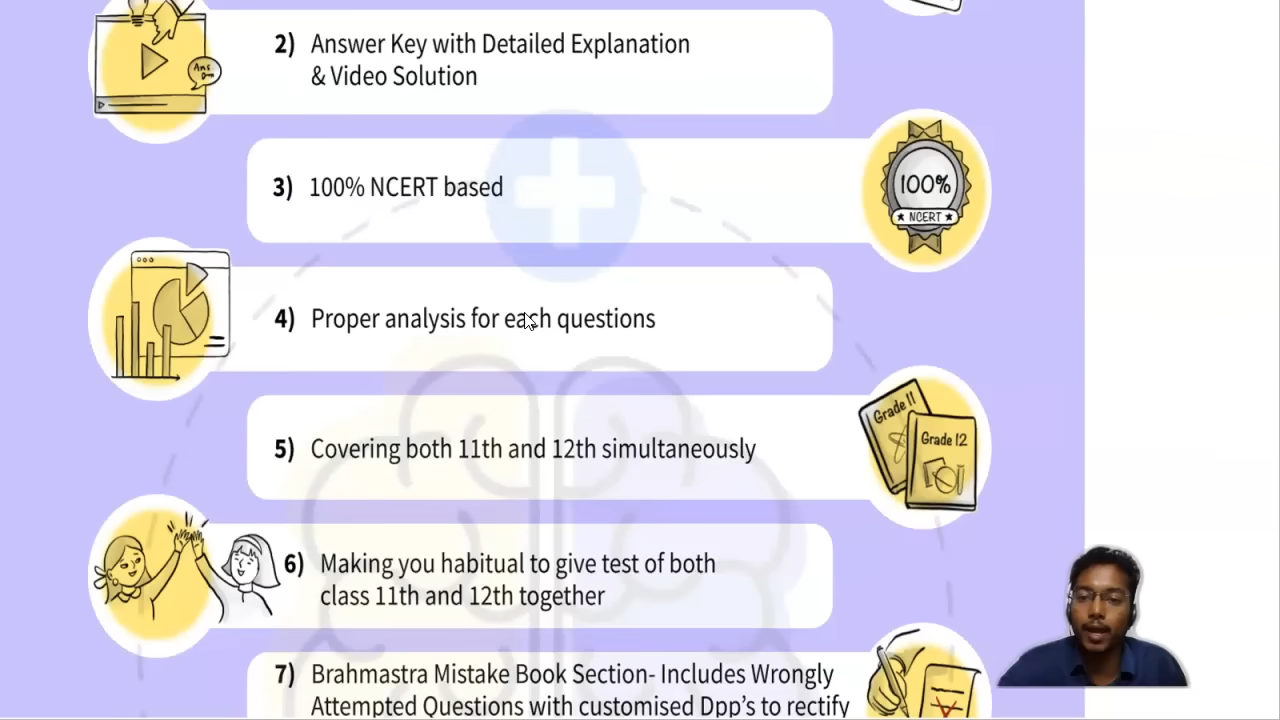 2) Answer Key with Detailed Explanation
& Video Solution
Ans
3) 100% NCERT based
100%
NCERT
4) Proper analysis for each questions
5) Covering both 11th and 12th simultaneously
Grade 11
Grade 12
6) Making you habitual to give test of both
class 11th and 12th together
7) Brahmastra Mistake Book Section- Includes Wrongly
Attempted Questions with customised Dpp's to rectify